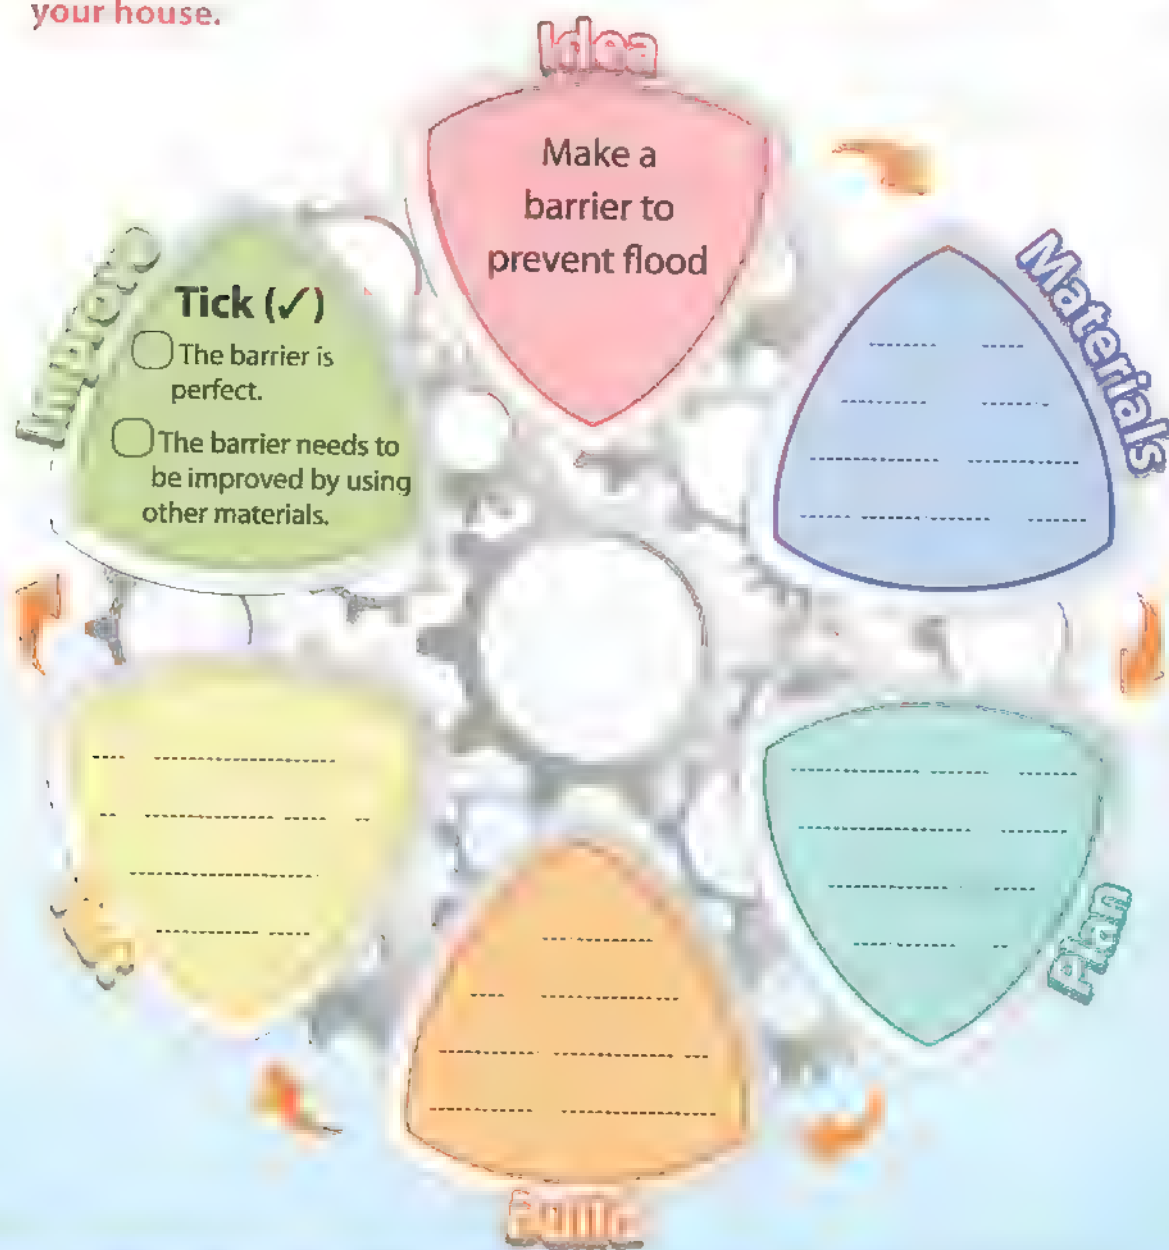 your house.
Idea
Make a
barrier to
prevent flood
Materials
Improve
Tick (✓)
The barrier is
perfect.
The barrier needs to
be improved by using
other materials.
Plan